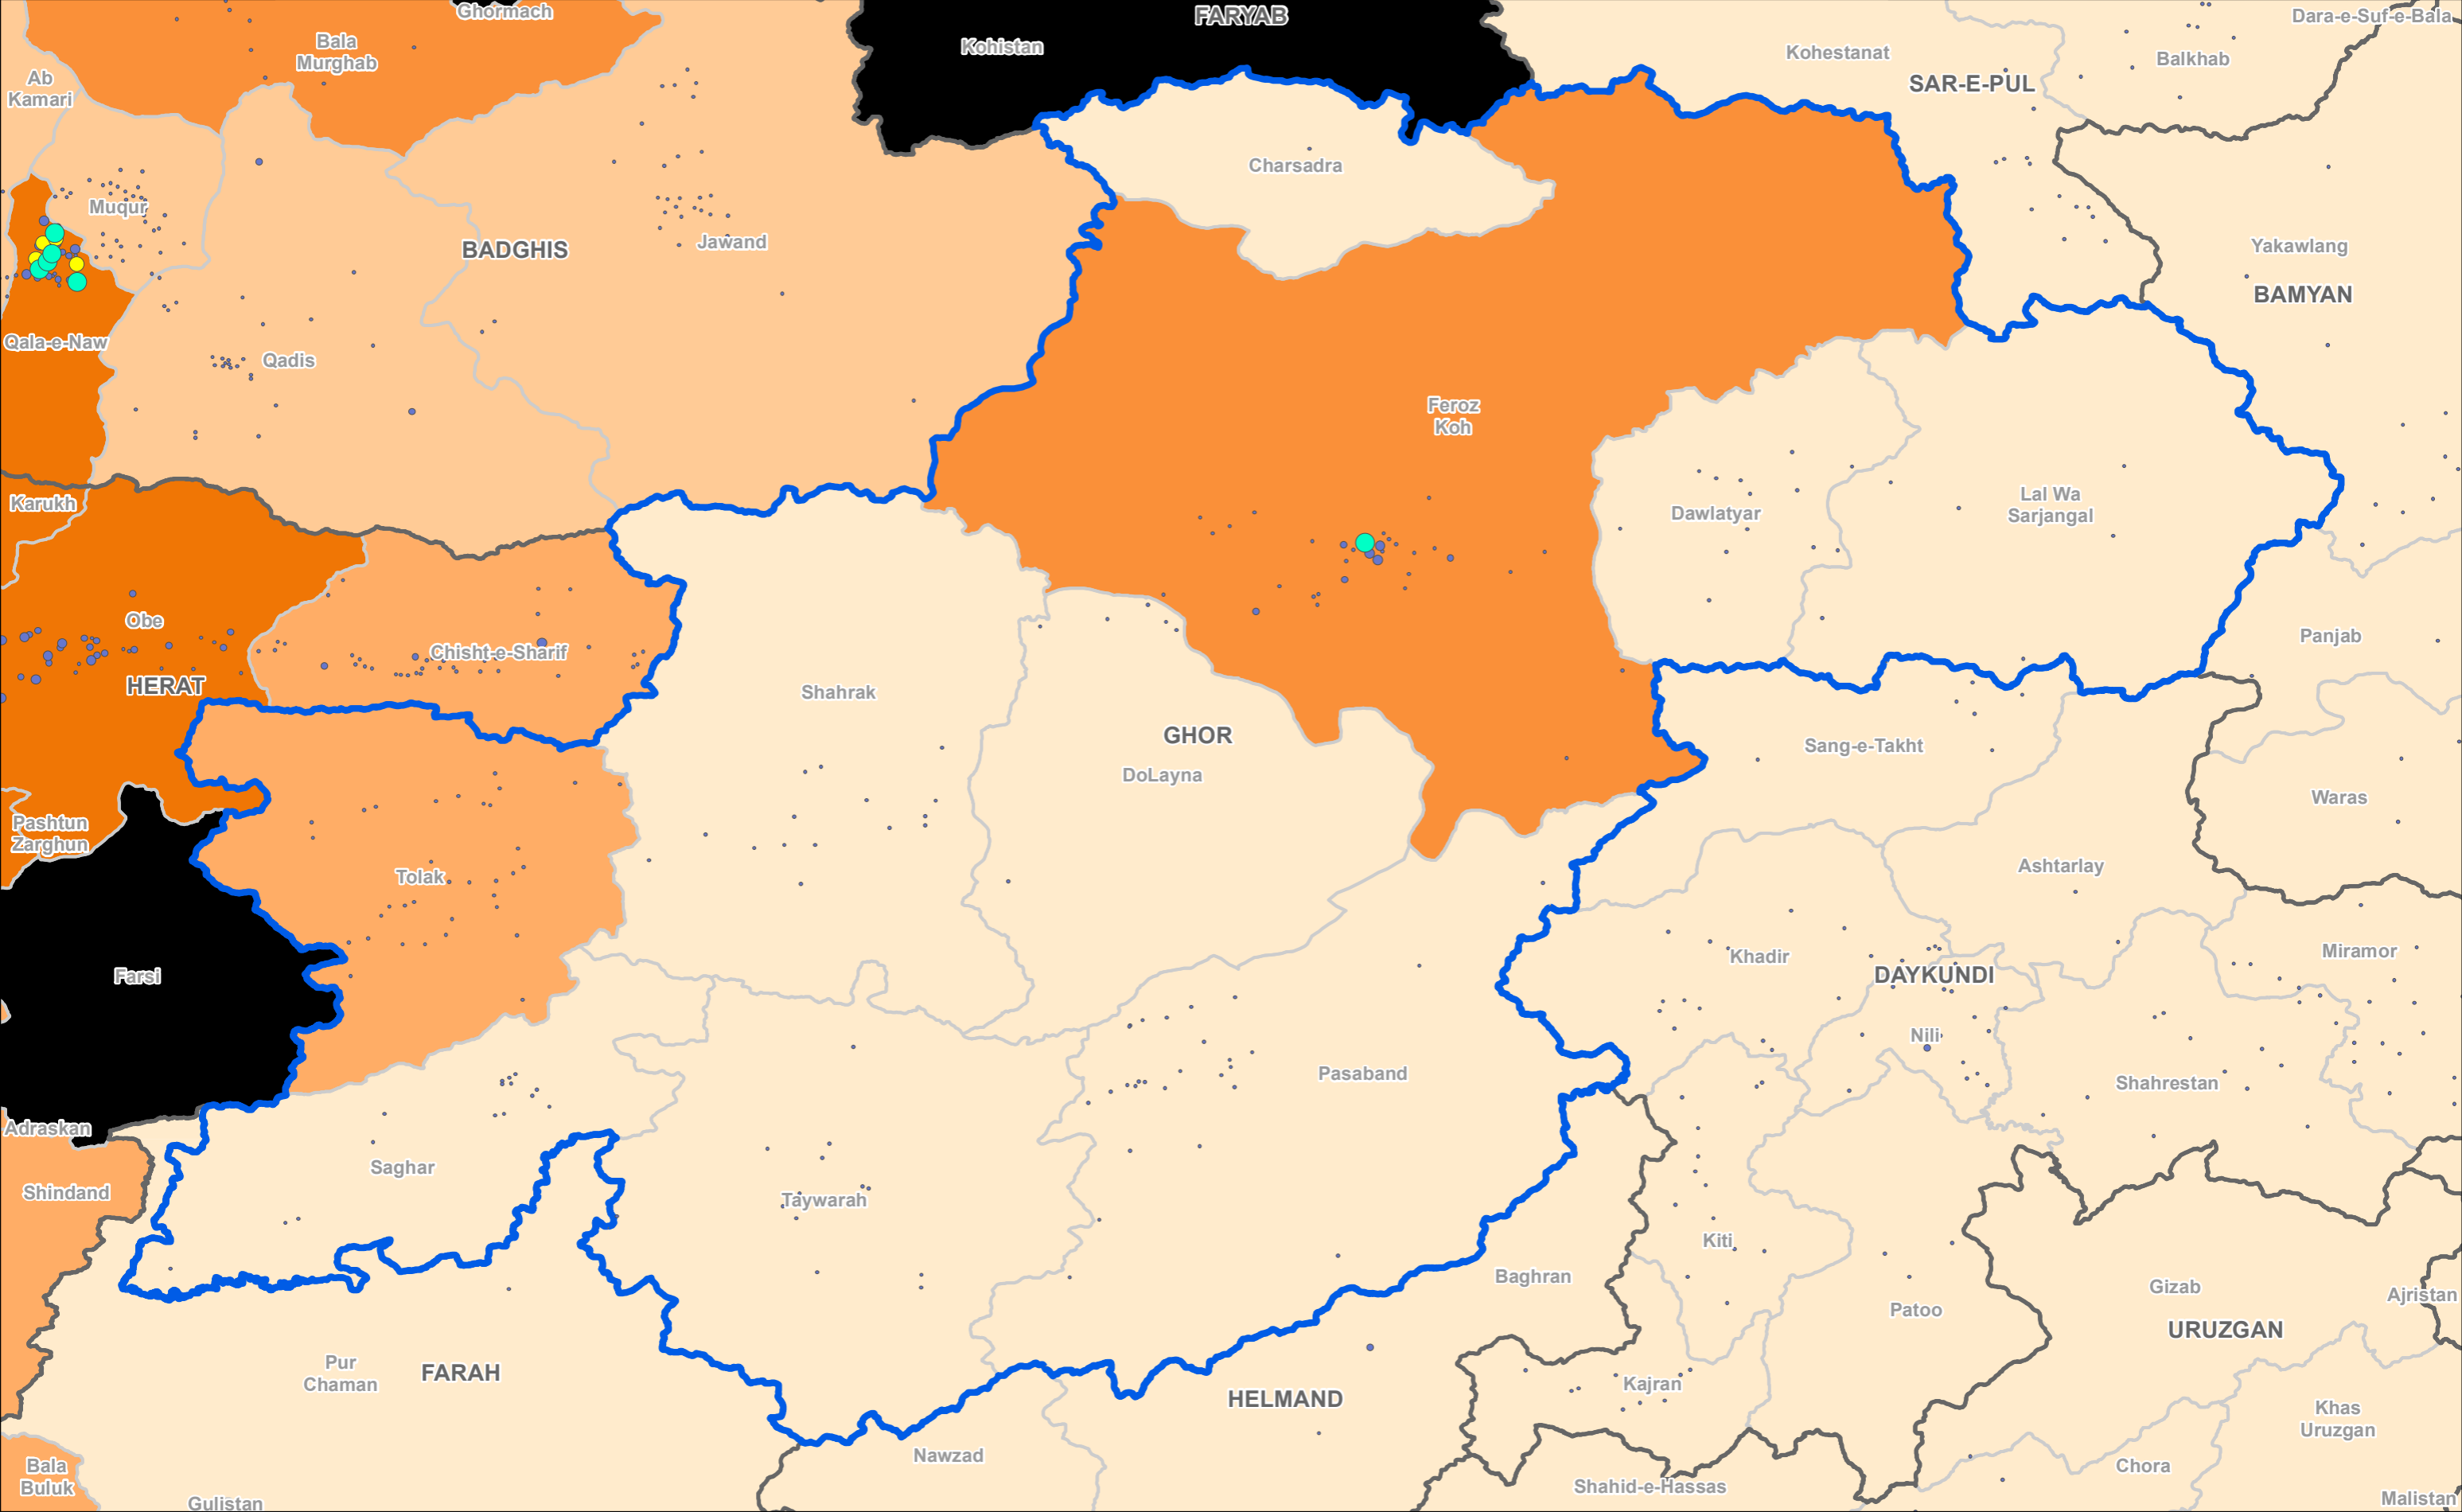 Ghormach
FARYAB
Dara-e-Suf-e-Bala
Bala
Murghab
Kohistan
Kohestanat
Balkhab
Ab
Kamari
SAR-E-PUL
Charsadra
Muqur
BADGHIS
Jawand
Yakawlang
BAMYAN
Qala-e-Naw
Qadis
Feroz
Koh
Karukh
Dawlatyar
Lal Wa
Sarjangal
Obe
Chisht-e-Sharif
Panjab
HERAT
Shahrak
GHOR
Sang-e-Takht
DoLayna
Waras
Pashtun
Zarghun
Tolak
Ashtarlay
Farsi
Khadir
DAYKUNDI
Miramor
Nili
Pasaband
Shahrestan
Adraskan
Saghar
Shindand
Taywarah
Kiti
Baghran
Gizab
Ajristan
Patoo
URUZGAN
Pur
Chaman
FARAH
Kajran
HELMAND
Khas
Uruzgan
Nawzad
Bala
Buluk
Chora
Shahid-e-Hassas
Malistan
Gulistan